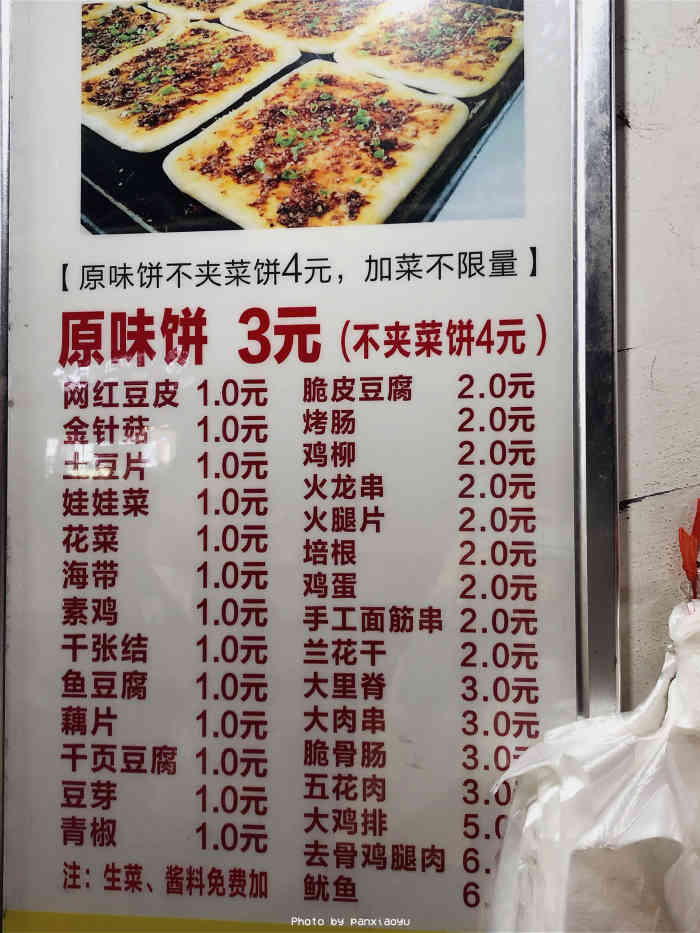 【原味饼不夹菜饼4元，加菜不限量】
原味饼 3元（不夹菜饼4元）
网红豆皮 1.0元
金针菇 1.0元
土豆片 1.0元
娃娃菜 1.0元
花菜 1.0元
海带 1.0元
素鸡 1.0元
千张结 1.0元
鱼豆腐 1.0元
藕片 1.0元
千页豆腐 1.0元
豆芽 1.0元
青椒 1.0元
注：生菜、酱料免费加
脆皮豆腐 2.0元
烤肠 2.0元
鸡柳 2.0元
火龙串 2.0元
火腿片 2.0元
培根 2.0元
鸡蛋 2.0元
手工面筋串 2.0元
兰花干 2.0元
大里脊 3.0元
大肉串 3.0元
脆骨肠 3.0元
五花肉 3.0
大鸡排 5.0
去骨鸡腿肉 6.
鱿鱼 6
Photo by panxiaoyu